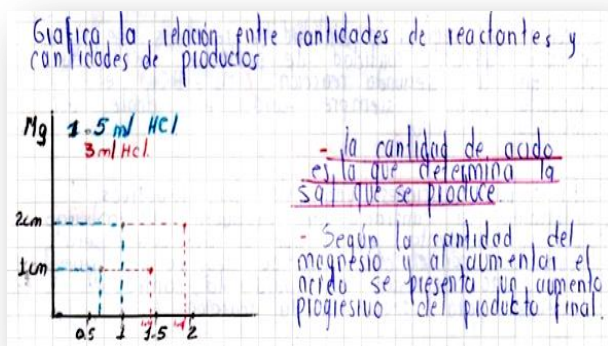 Grafica la relación entre cantidades de reactantes y
cantidades de productos
Mg
1.5 ml HCl
3 ml HCl
2cm
1cm
0.5 1 1.5 2
- la cantidad de acido
es la que determina la
sal que se produce
- Según la cantidad del
magnesio y al aumentar el
acido se presenta un aumento
progresivo del producto final.